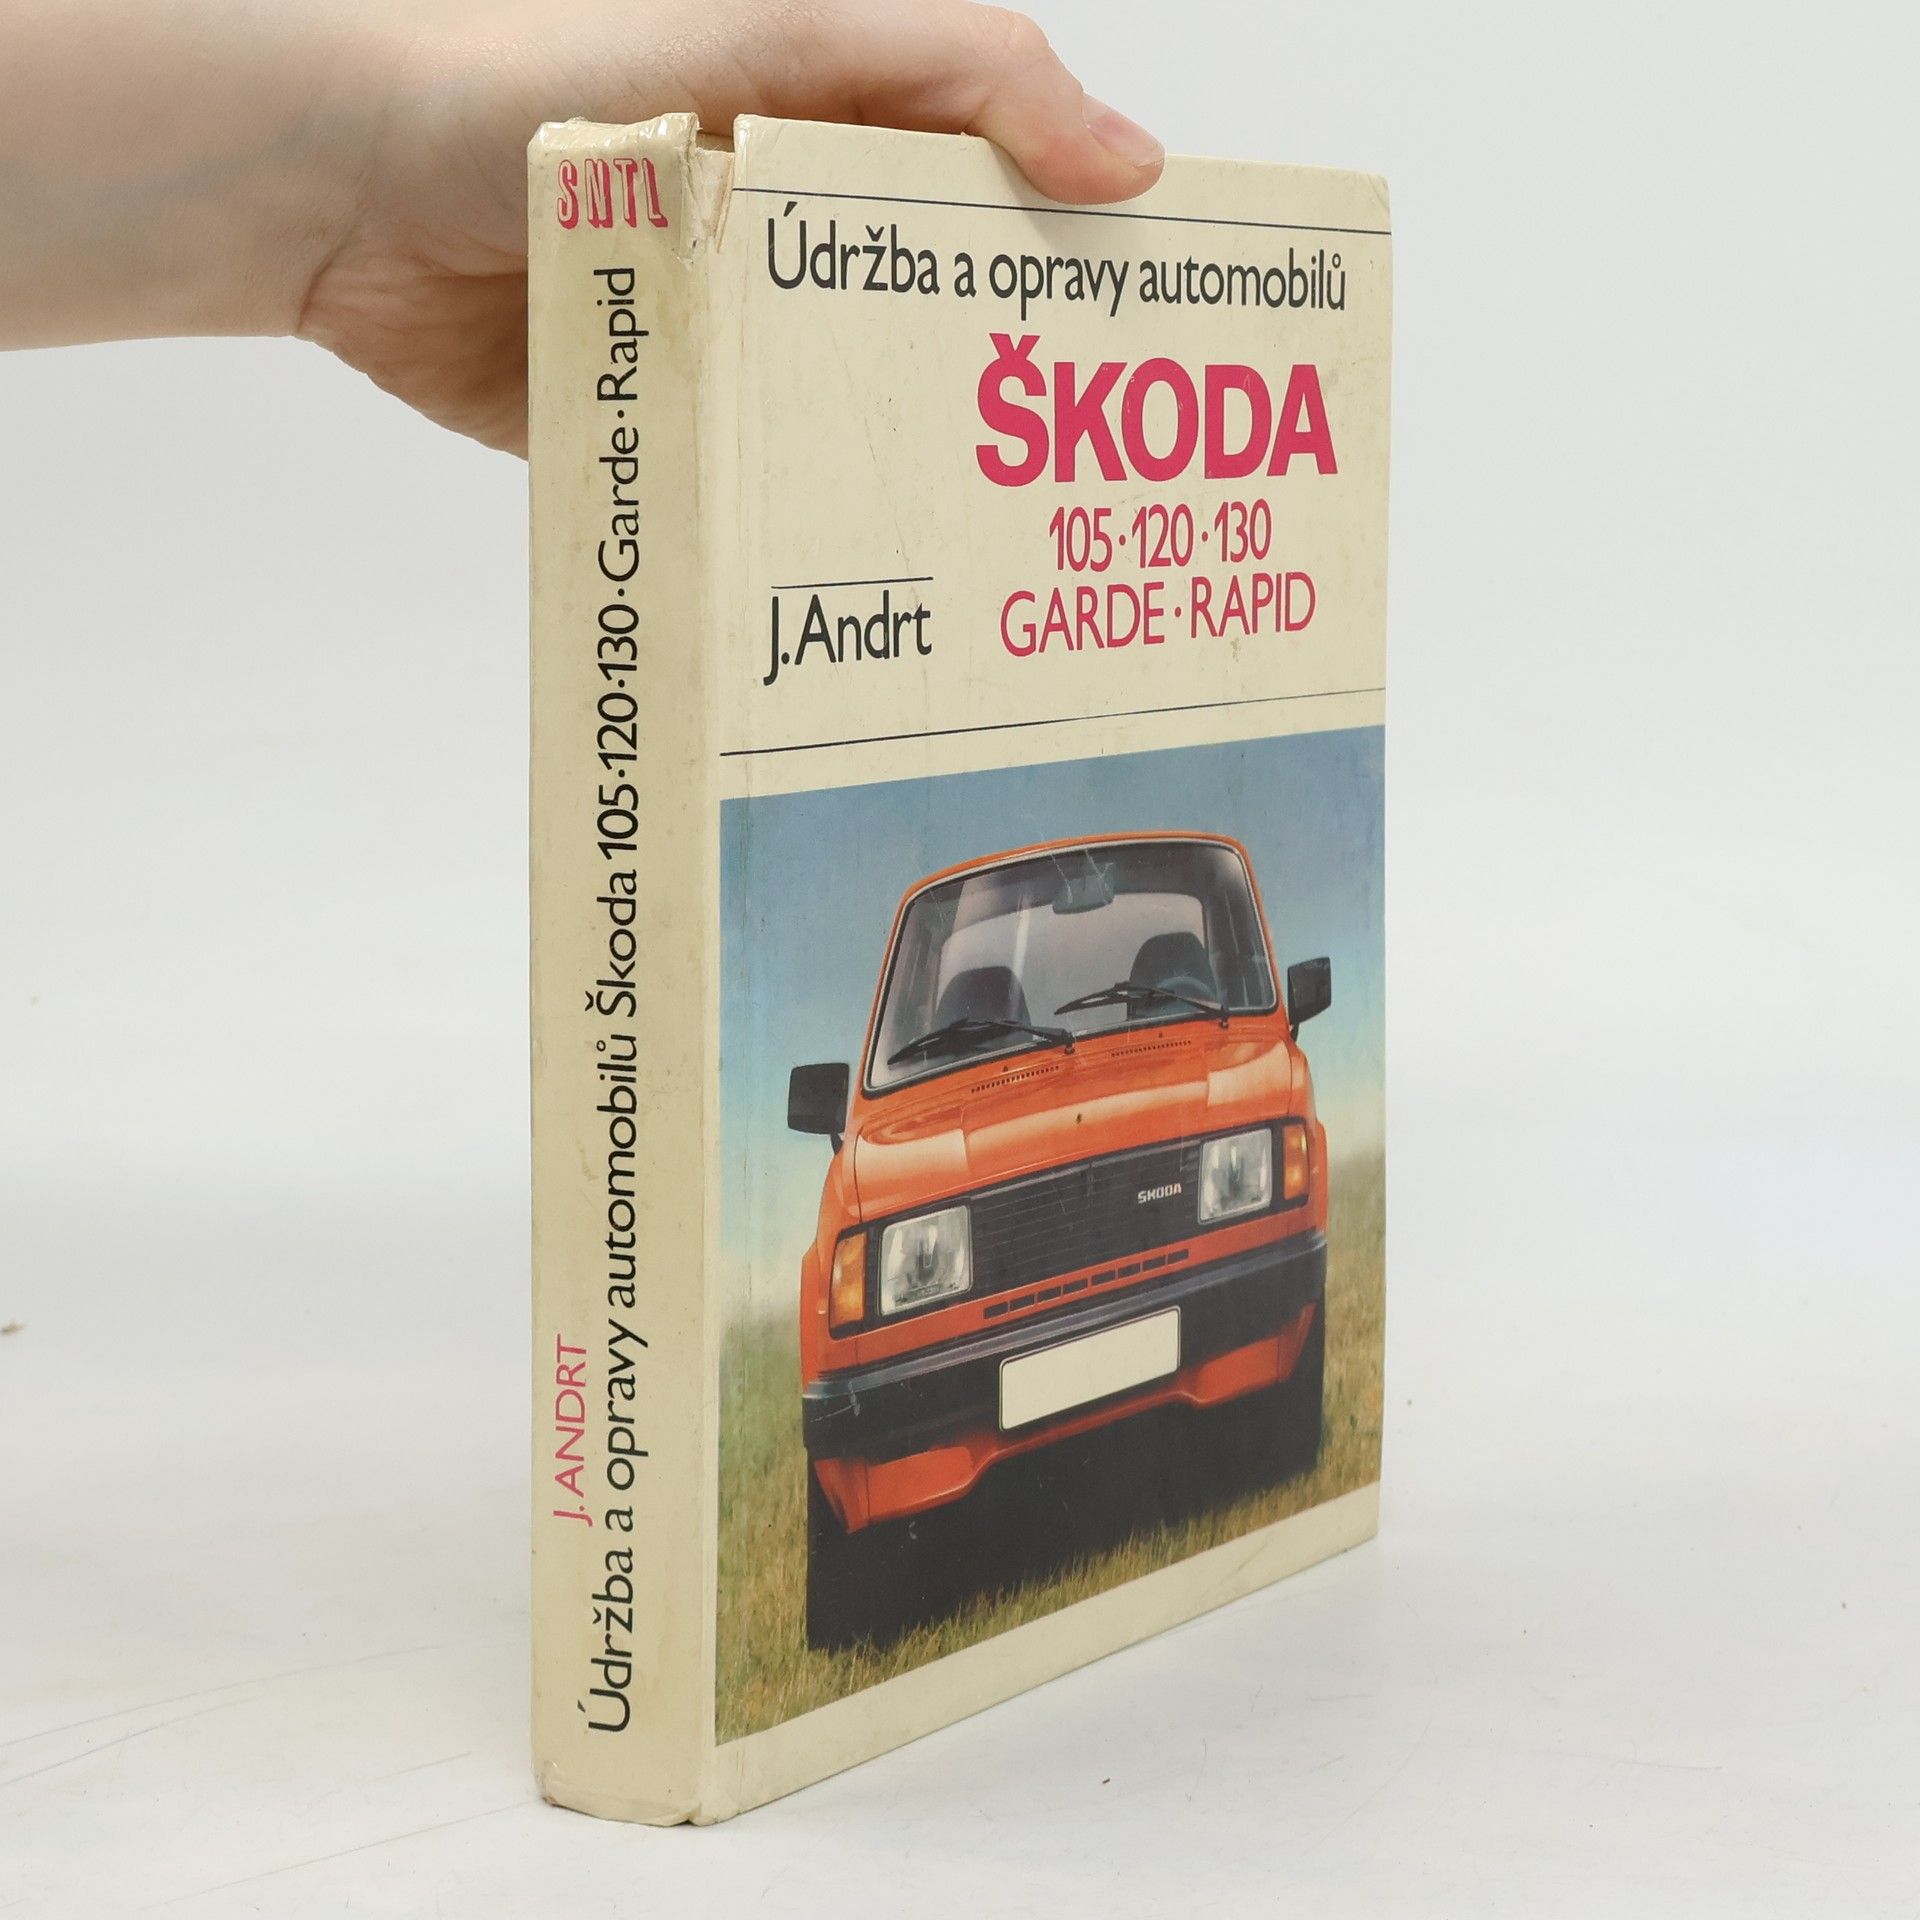 SNTL
J. ANDRT
Údržba a opravy automobilů Škoda 105·120·130·Garde·Rapid
Údržba a opravy automobilů
ŠKODA
105·120·130
GARDE·RAPID
J. Andrt
ŠKODA